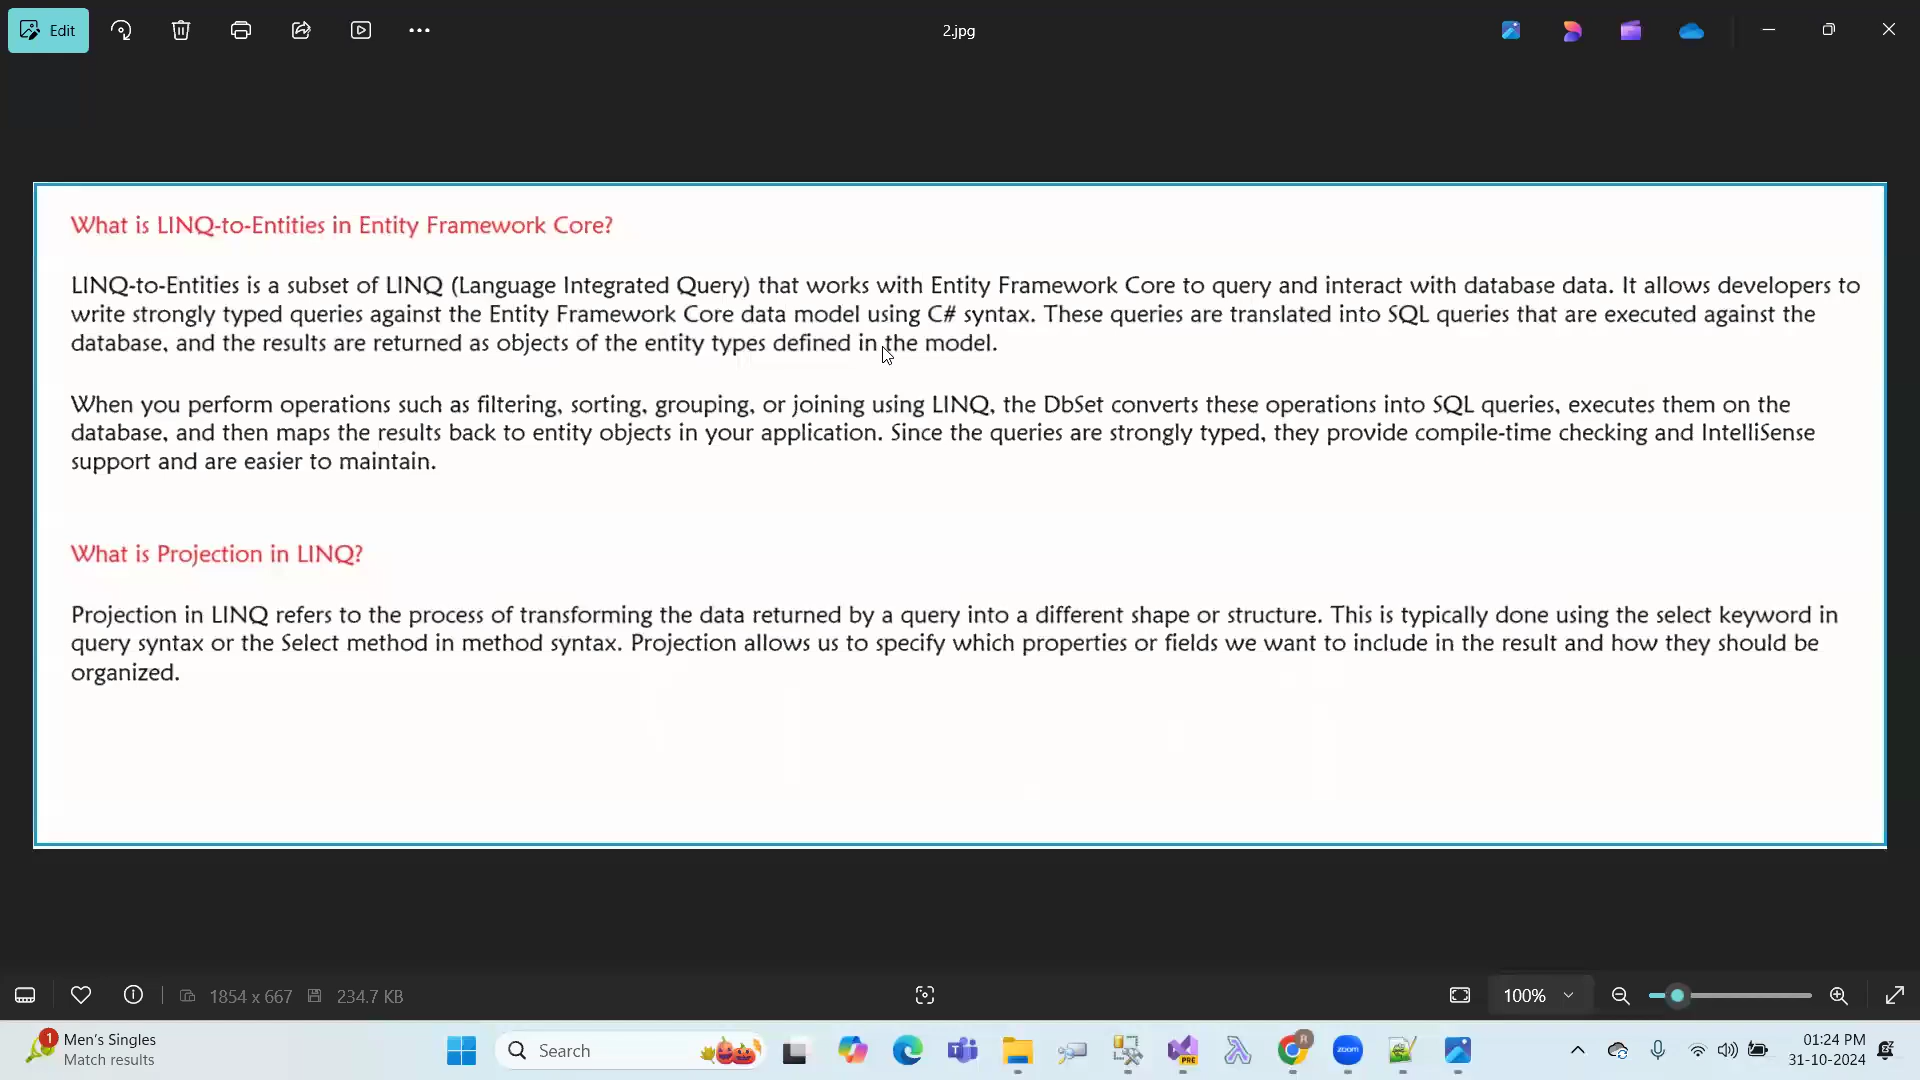 Edit
2.jpg
What is LINQ-to-Entities in Entity Framework Core?
LINQ-to-Entities is a subset of LINQ (Language Integrated Query) that works with Entity Framework Core to query and interact with database data. It allows developers to
write strongly typed queries against the Entity Framework Core data model using C# syntax. These queries are translated into SQL queries that are executed against the
database, and the results are returned as objects of the entity types defined in the model.
When you perform operations such as filtering, sorting, grouping, or joining using LINQ, the DbSet converts these operations into SQL queries, executes them on the
database, and then maps the results back to entity objects in your application. Since the queries are strongly typed, they provide compile-time checking and IntelliSense
support and are easier to maintain.
What is Projection in LINQ?
Projection in LINQ refers to the process of transforming the data returned by a query into a different shape or structure. This is typically done using the select keyword in
query syntax or the Select method in method syntax. Projection allows us to specify which properties or fields we want to include in the result and how they should be
organized.
1854 x 667 234.7 KB
100%
1
Men's Singles
Match results
Search
PRE
R
zoom
01:24 PM
31-10-2024